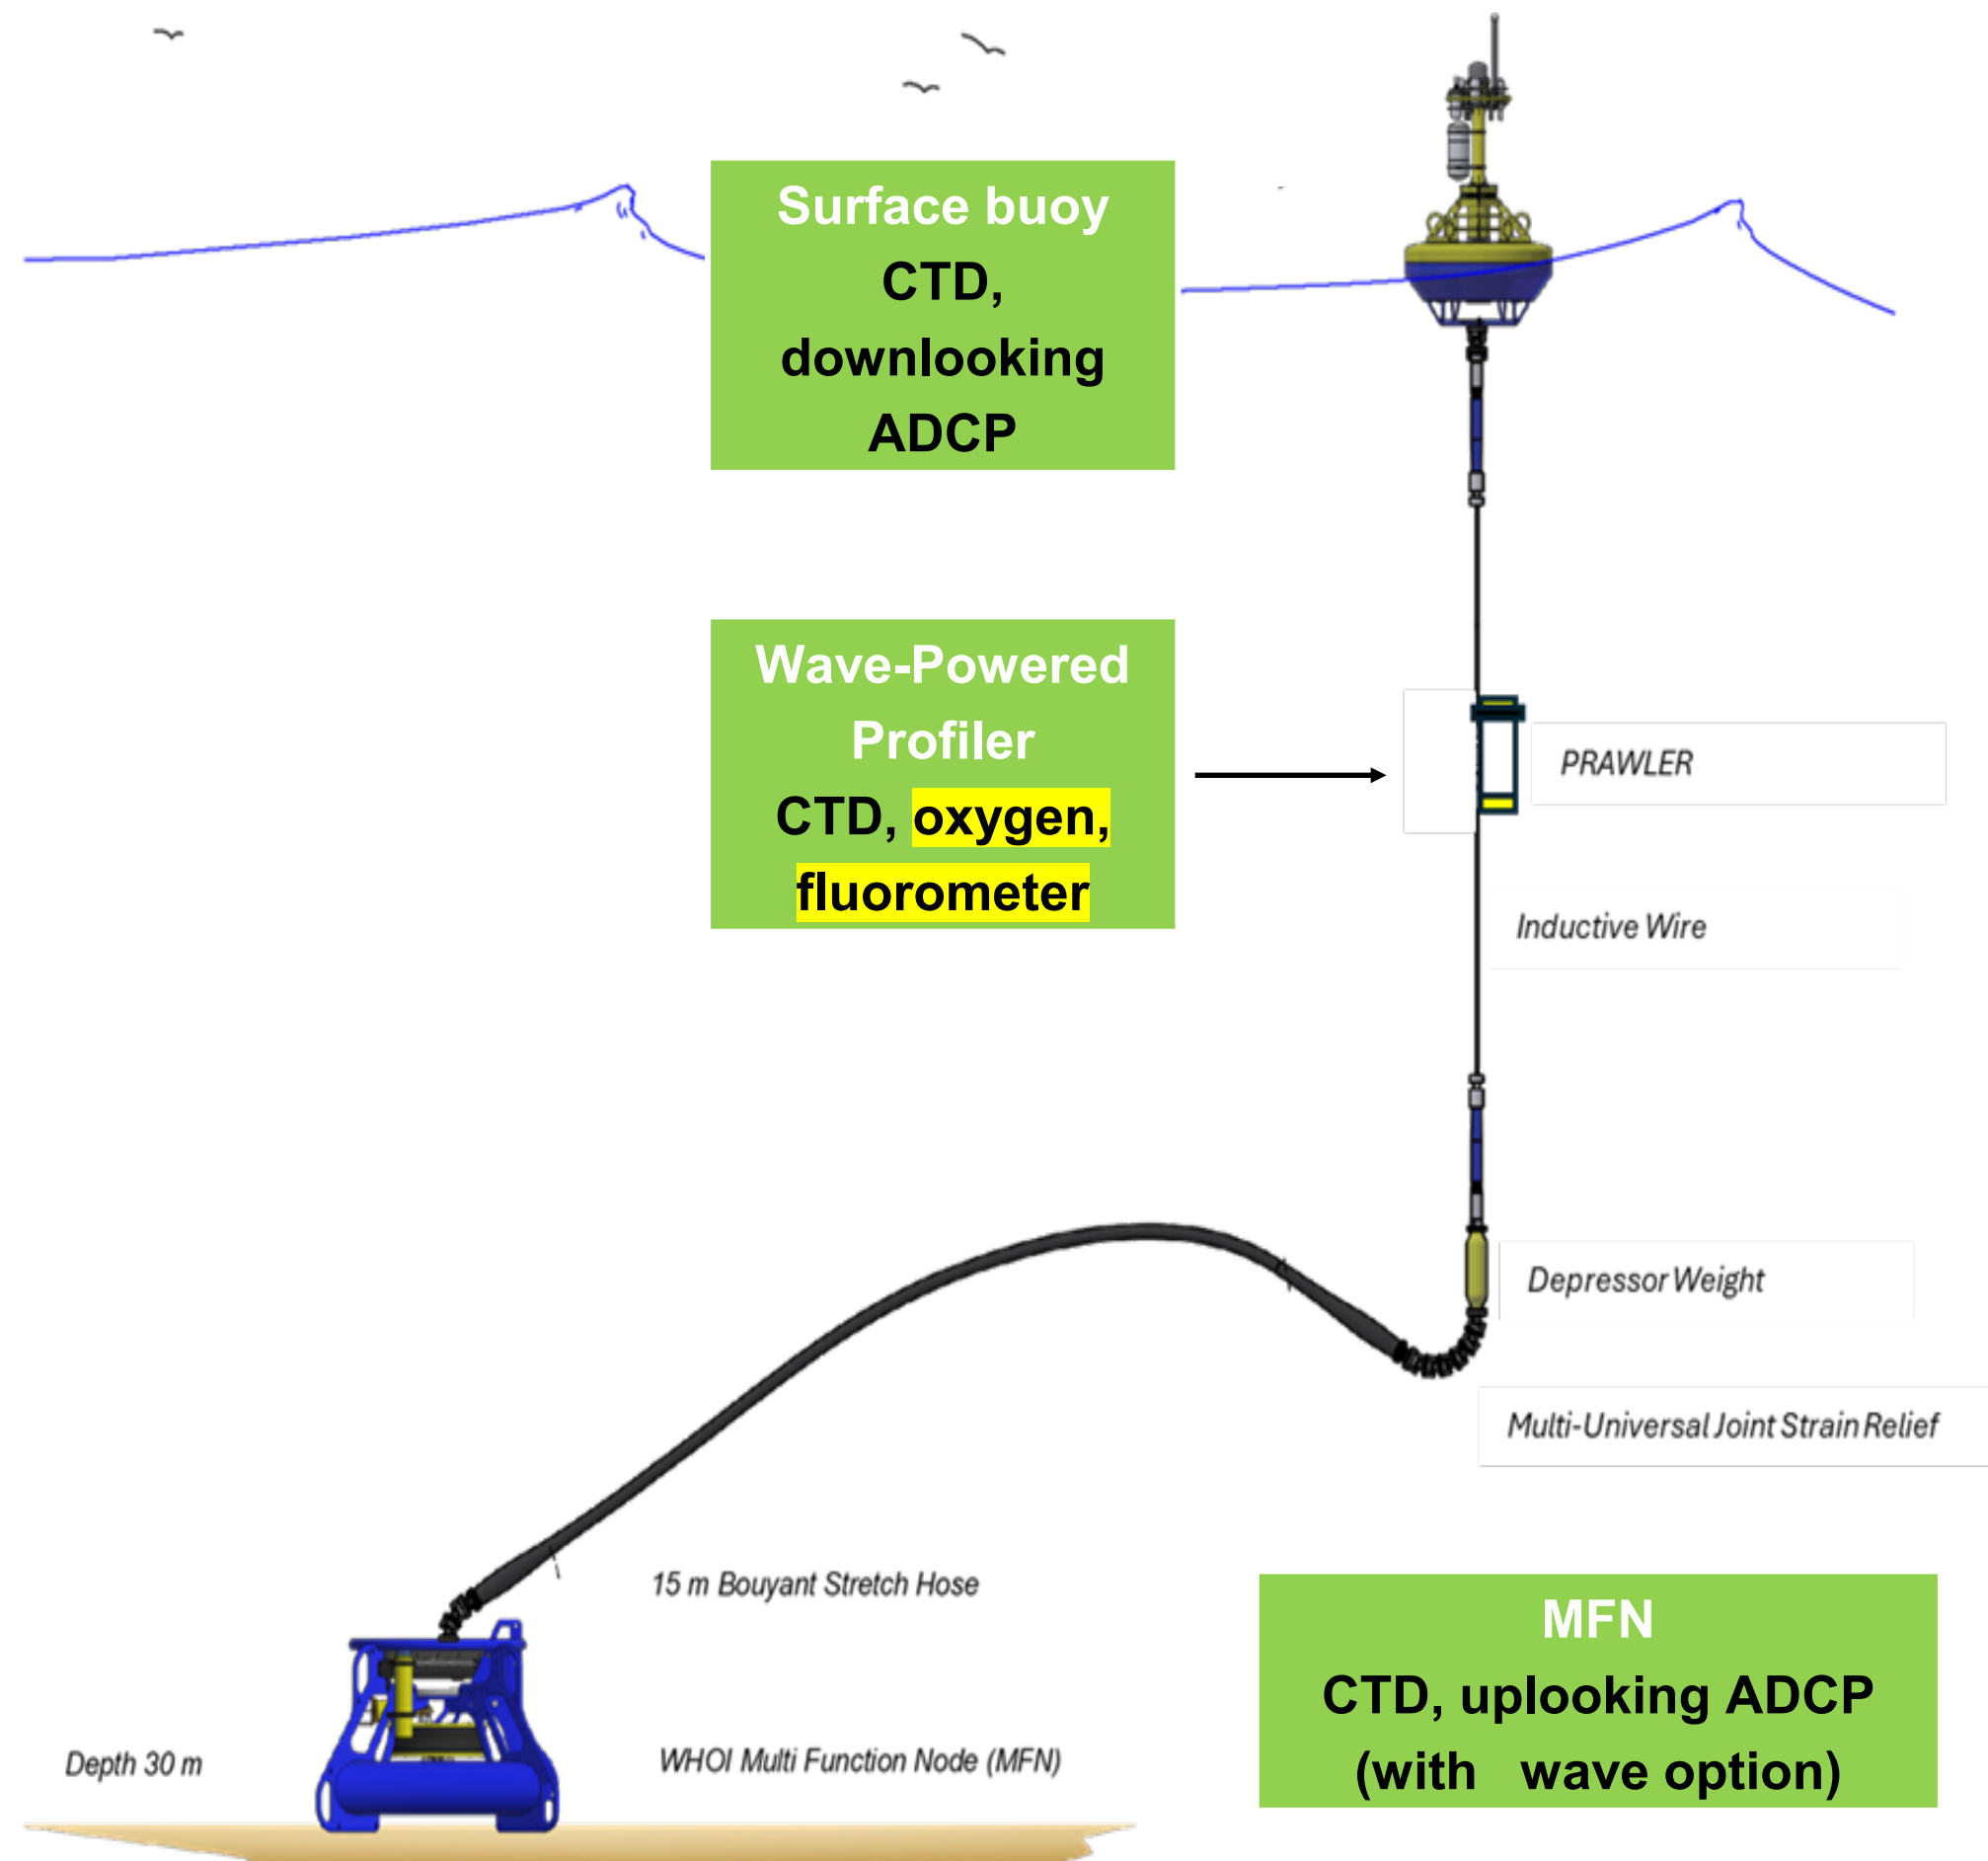 Surface buoy
CTD,
downlooking
ADCP
Wave-Powered
Profiler
CTD, oxygen,
fluorometer
PRAWLER
Inductive Wire
Depressor Weight
Multi-Universal Joint Strain Relief
15 m Bouyant Stretch Hose
MFN
CTD, uplooking ADCP
(with wave option)
Depth 30 m
WHOI Multi Function Node (MFN)